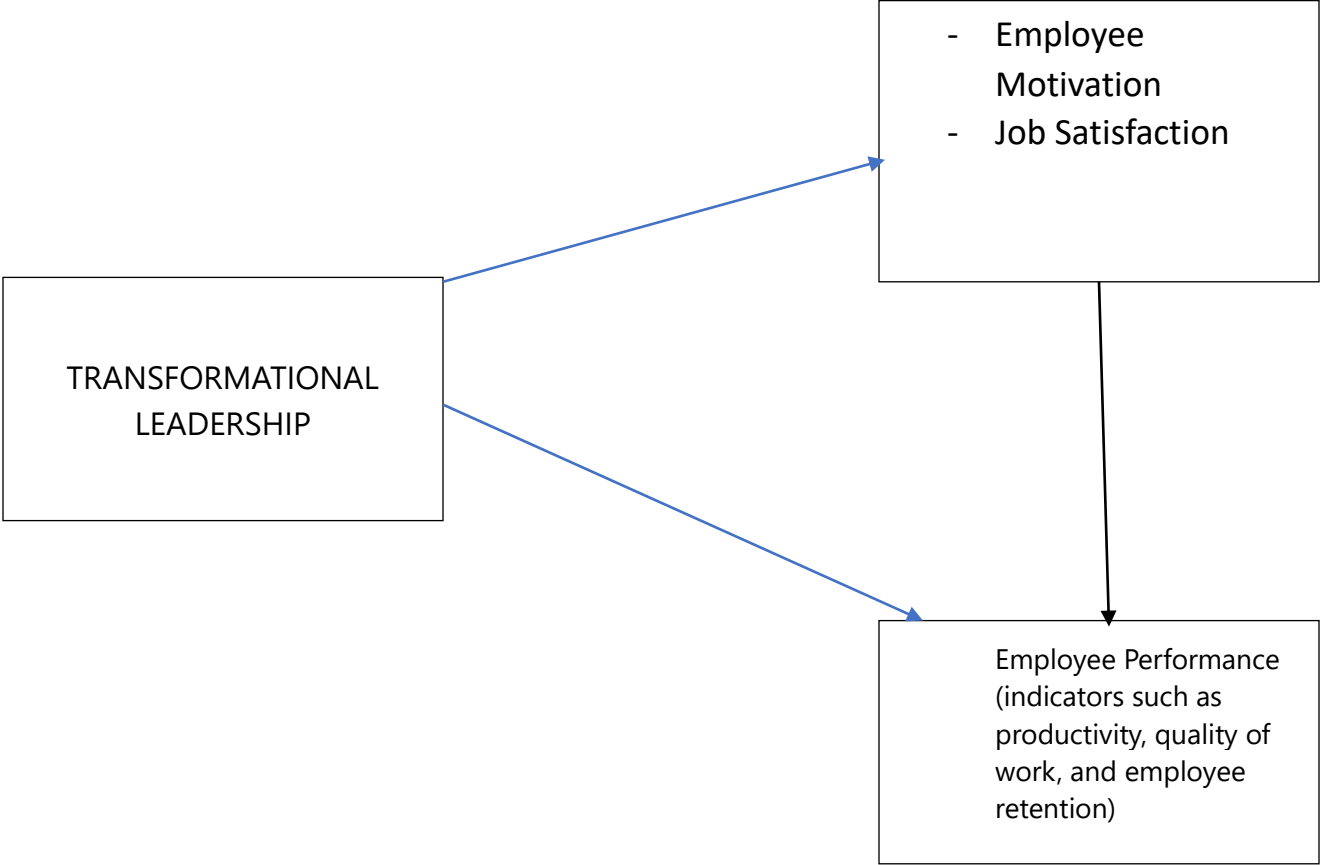 - Employee
Motivation
- Job Satisfaction
TRANSFORMATIONAL
LEADERSHIP
Employee Performance
(indicators such as
productivity, quality of
work, and employee
retention)